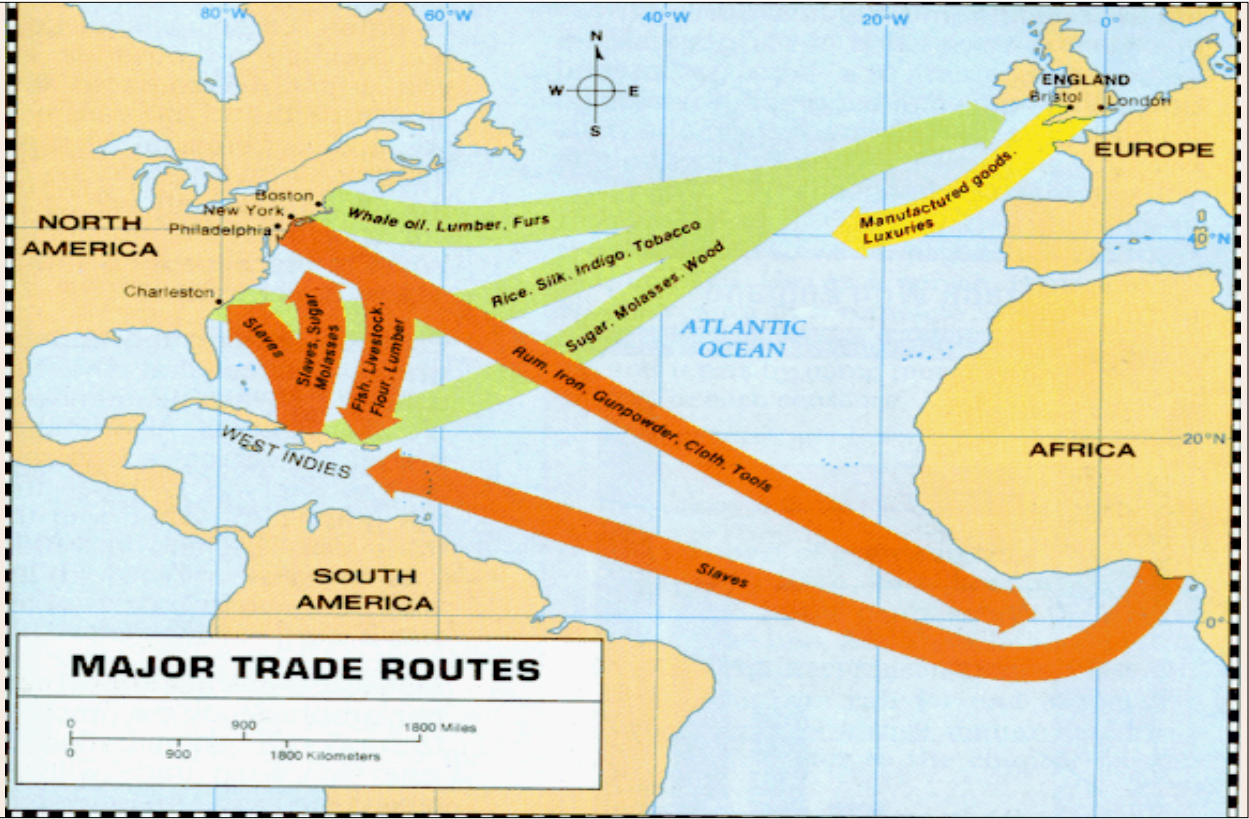 80°W
60°W
40°W
20°W
0°
N
W E
S
ENGLAND
Bristol
London
EUROPE
Boston
New York
Philadelphia
NORTH
AMERICA
Whale oil, Lumber, Furs
Manufactured goods,
Luxuries
40°N
Charleston
Rice, Silk, Indigo, Tobacco
Sugar, Molasses, Wood
ATLANTIC
OCEAN
Slaves
Slaves, Sugar,
Molasses
Fish, Livestock,
Flour, Lumber
Rum, Iron, Gunpowder, Cloth, Tools
WEST INDIES
20°N
AFRICA
Slaves
SOUTH
AMERICA
0°
MAJOR TRADE ROUTES
0 900 1800 Miles
0 900 1800 Kilometers